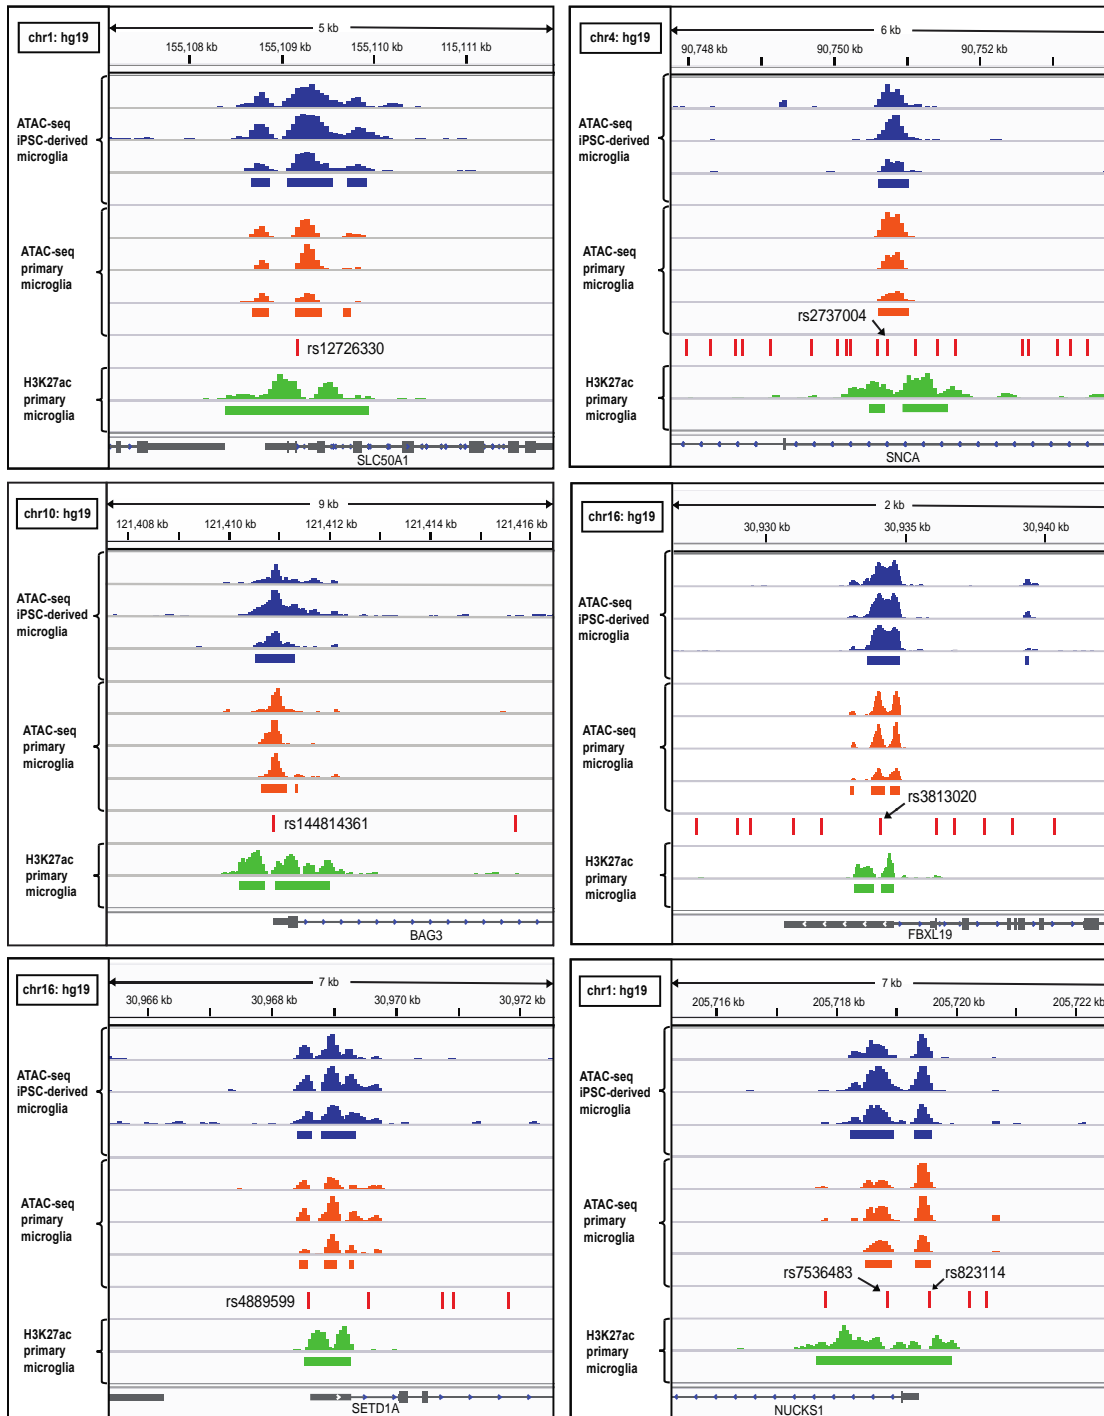 chr1: hg19
5 kb
155,108 kb 155,109 kb 155,110 kb 155,111 kb
ATAC-seq
iPSC-derived
microglia
ATAC-seq
primary
microglia
rs12726330
H3K27ac
primary
microglia
SLC50A1
chr4: hg19
6 kb
90,748 kb 90,750 kb 90,752 kb
ATAC-seq
iPSC-derived
microglia
ATAC-seq
primary
microglia
rs2737004
H3K27ac
primary
microglia
SNCA
chr10: hg19
9 kb
121,408 kb 121,410 kb 121,412 kb 121,414 kb 121,416 kb
ATAC-seq
iPSC-derived
microglia
ATAC-seq
primary
microglia
rs144814361
H3K27ac
primary
microglia
BAG3
chr16: hg19
2 kb
30,930 kb 30,935 kb 30,940 kb
ATAC-seq
iPSC-derived
microglia
ATAC-seq
primary
microglia
rs3813020
H3K27ac
primary
microglia
FBXL19
chr16: hg19
7 kb
30,966 kb 30,968 kb 30,970 kb 30,972 kb
ATAC-seq
iPSC-derived
microglia
ATAC-seq
primary
microglia
rs4889599
H3K27ac
primary
microglia
SETD1A
chr1: hg19
7 kb
205,716 kb 205,718 kb 205,720 kb 205,722 kb
ATAC-seq
iPSC-derived
microglia
ATAC-seq
primary
microglia
rs7536483 rs823114
H3K27ac
primary
microglia
NUCKS1